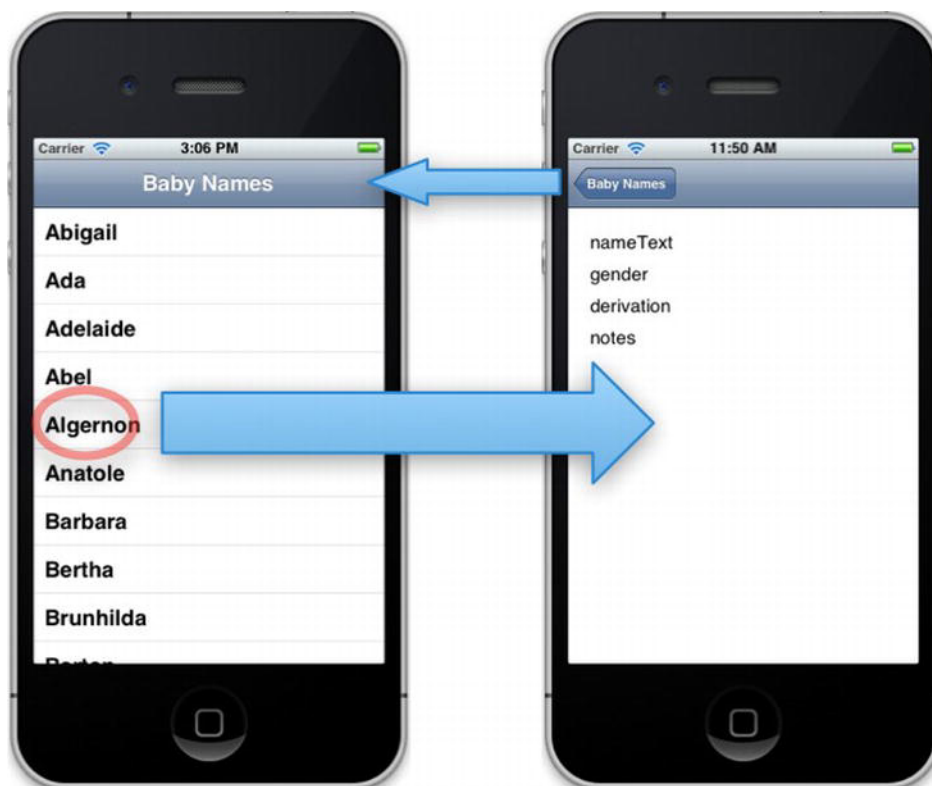 Carrier 3:06 PM
Baby Names
Abigail
Ada
Adelaide
Abel
Algernon
Anatole
Barbara
Bertha
Brunhilda
Carrier 11:50 AM
Baby Names
nameText
gender
derivation
notes